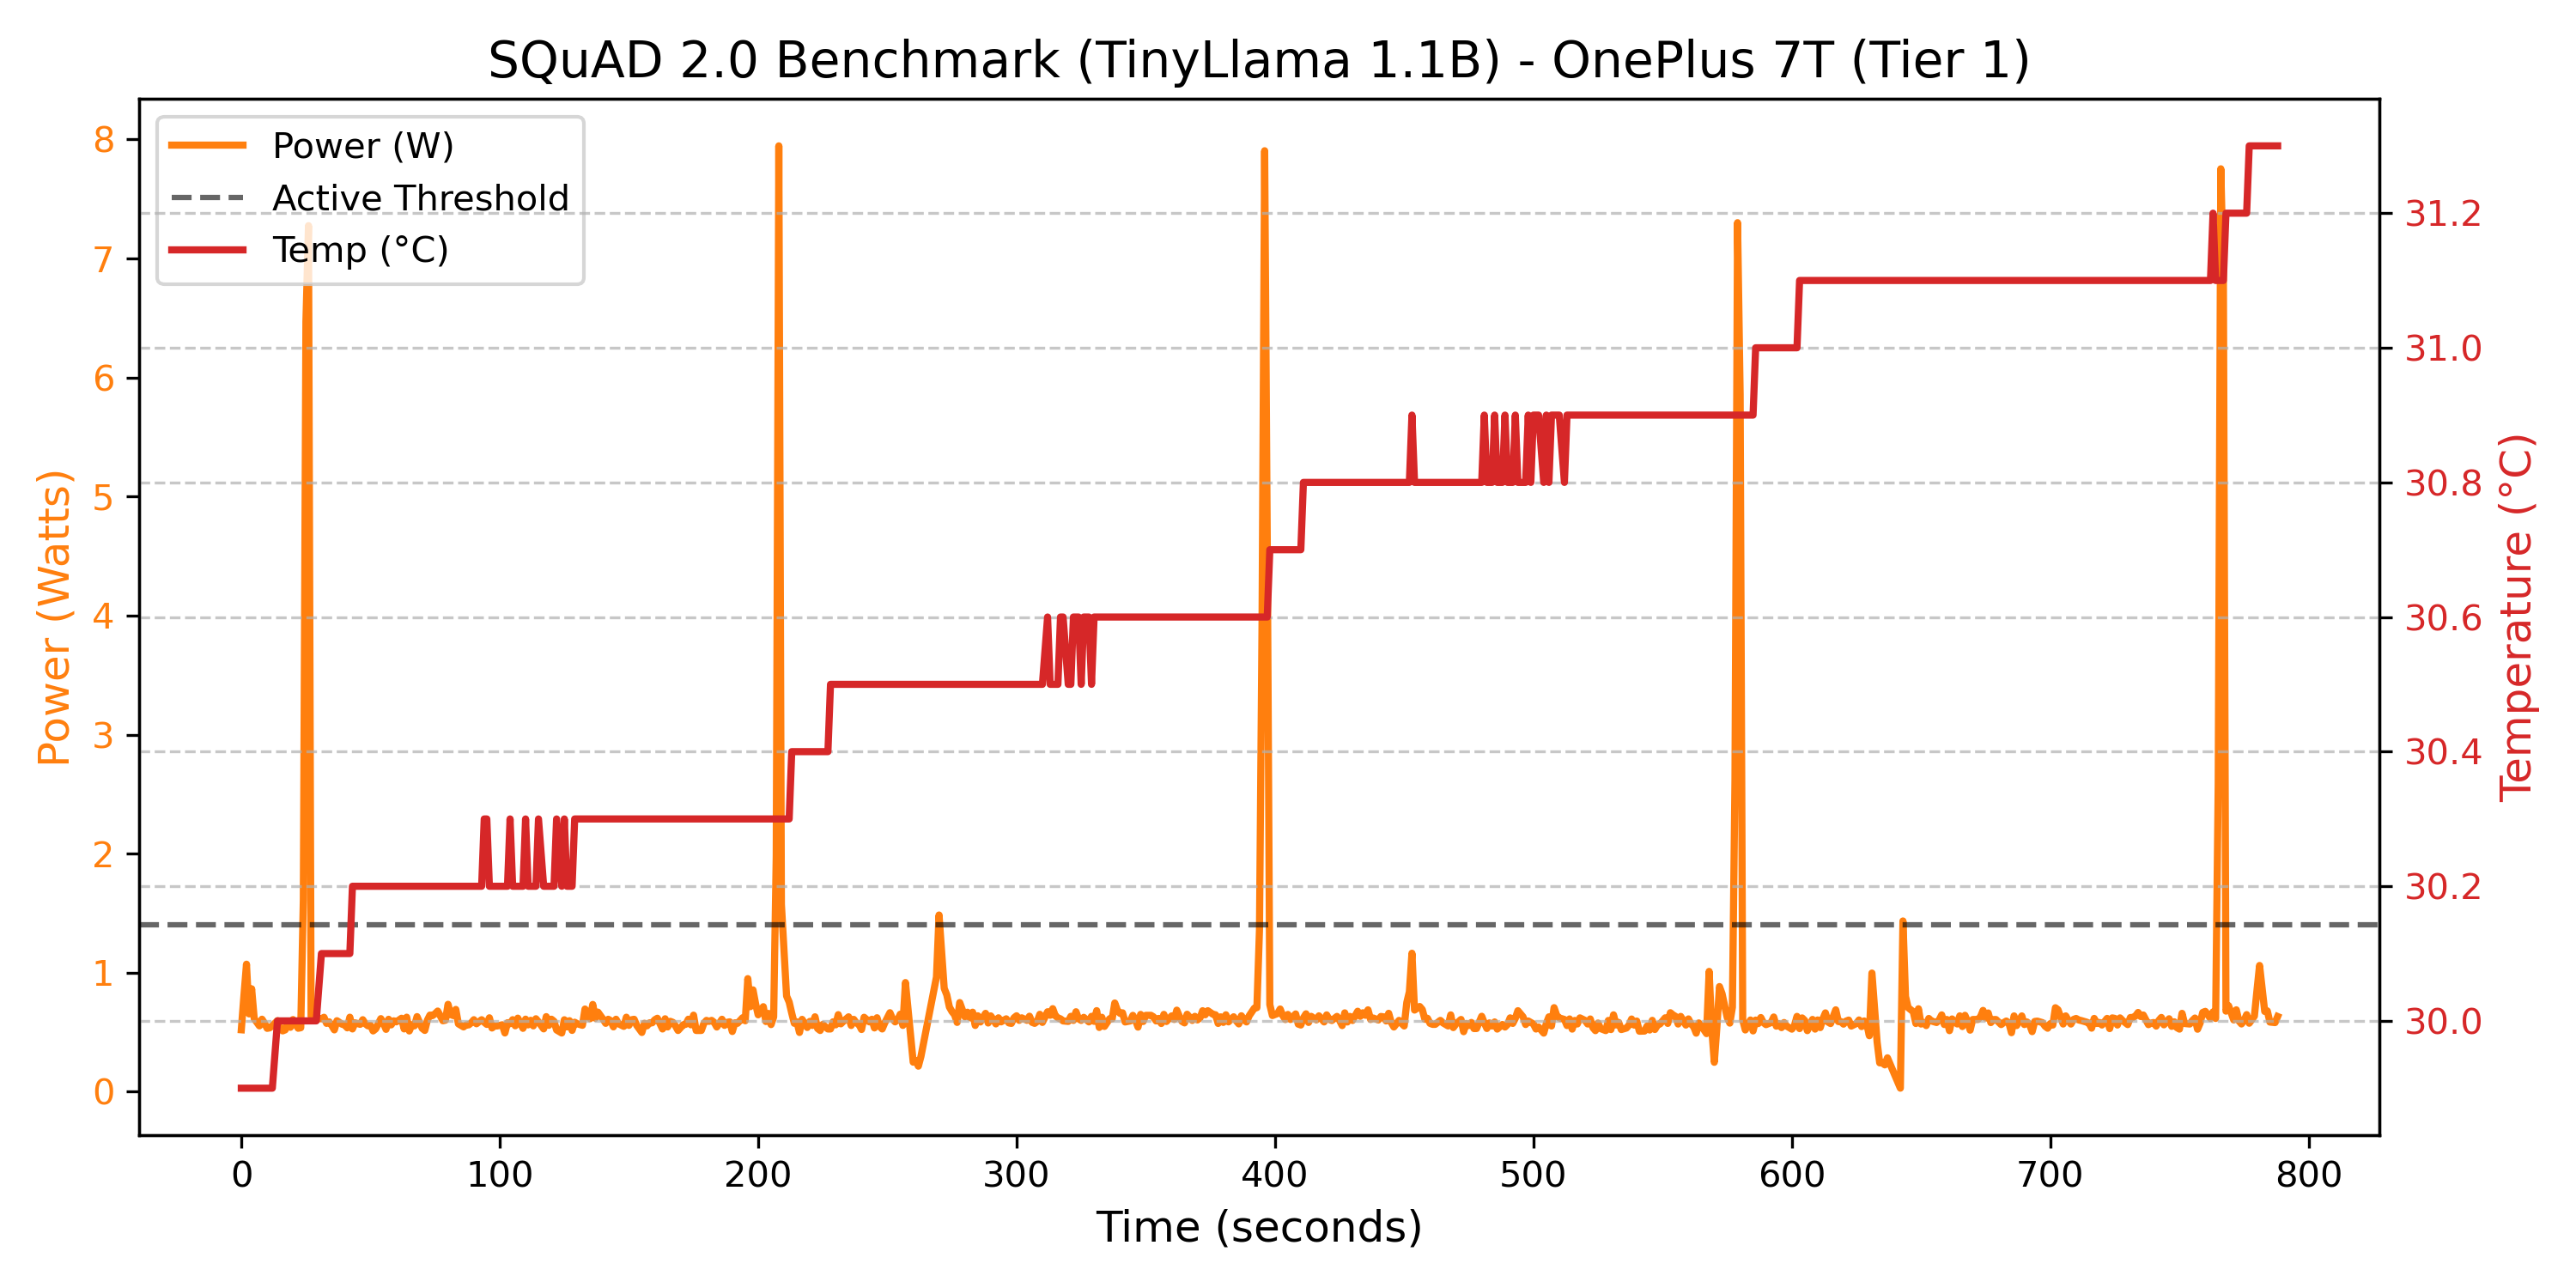 SQuAD 2.0 Benchmark (TinyLlama 1.1B) - OnePlus 7T (Tier 1)
Power (W)
Active Threshold
Temp (°C)
Power (Watts)
8
7
6
5
4
3
2
1
0
31.2
31.0
30.8
30.6
30.4
30.2
30.0
Temperature (°C)
0 100 200 300 400 500 600 700 800
Time (seconds)